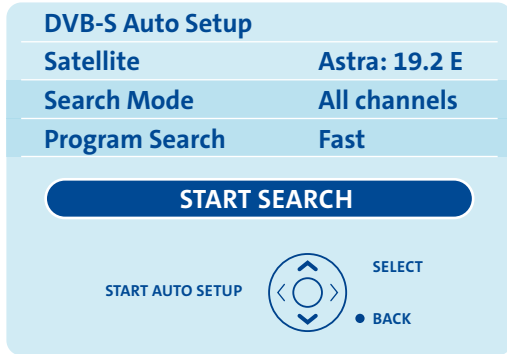 DVB-S Auto Setup
Satellite Astra: 19.2 E
Search Mode All channels
Program Search Fast
START SEARCH
SELECT
START AUTO SETUP
BACK